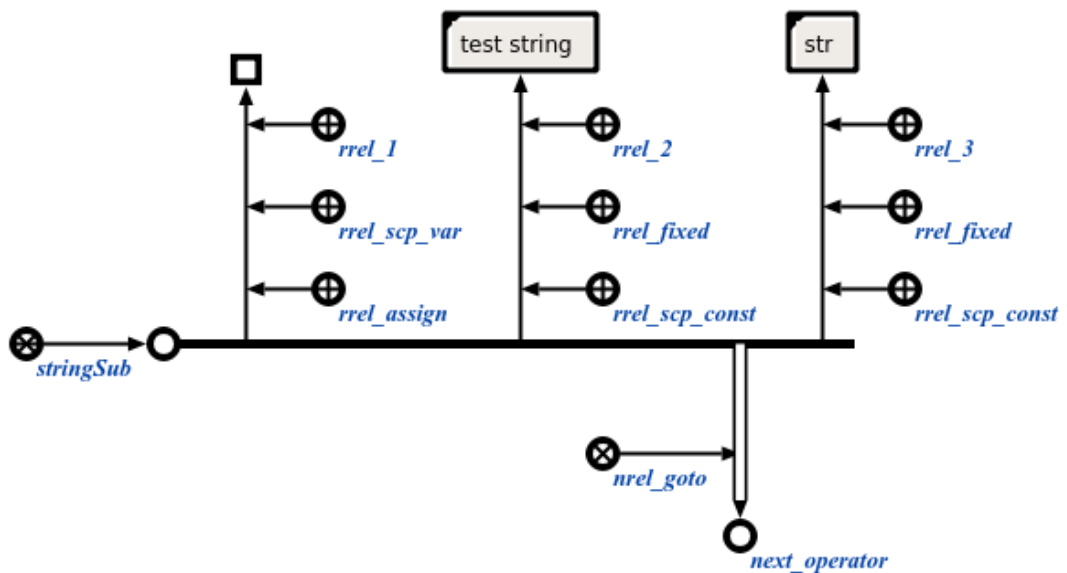 test string
str
rrel_1
rrel_2
rrel_3
rrel_scp_var
rrel_fixed
rrel_fixed
rrel_assign
rrel_scp_const
rrel_scp_const
stringSub
nrel_goto
next_operator